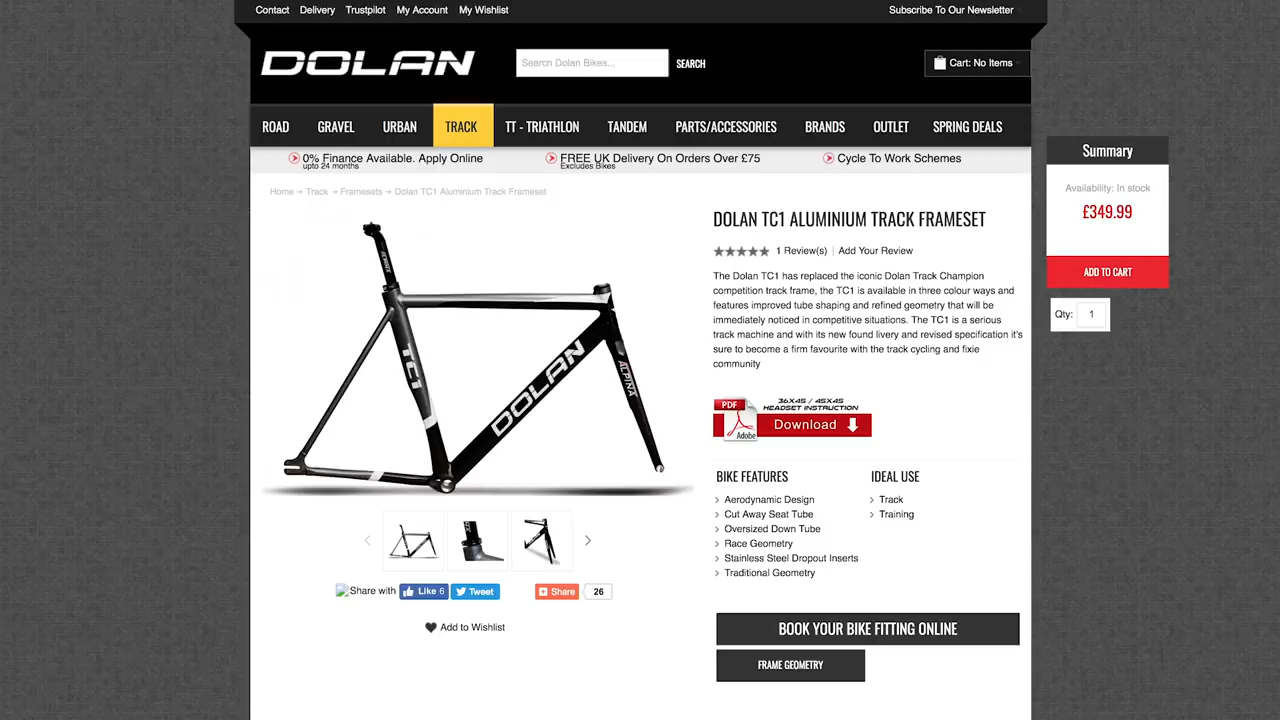 Contact Delivery Trustpilot My Account My Wishlist Subscribe To Our Newsletter
DOLAN
Search Dolan Bikes...
SEARCH
Cart: No Items
ROAD GRAVEL URBAN TRACK TT - TRIATHLON TANDEM PARTS/ACCESSORIES BRANDS OUTLET SPRING DEALS
0% Finance Available. Apply Online
upto 24 months
FREE UK Delivery On Orders Over £75
Excludes Bikes
Cycle To Work Schemes
Home Track Framesets Dolan TC1 Aluminium Track Frameset
ALPINA
TC1
DOLAN
ALPINA
DOLAN TC1 ALUMINIUM TRACK FRAMESET
1 Review(s) | Add Your Review
The Dolan TC1 has replaced the iconic Dolan Track Champion
competition track frame, the TC1 is available in three colour ways and
features improved tube shaping and refined geometry that will be
immediately noticed in competitive situations. The TC1 is a serious
track machine and with its new found livery and revised specification it's
sure to become a firm favourite with the track cycling and fixie
community
PDF
Adobe
36X45 / 45X45
HEADSET INSTRUCTION
Download
BIKE FEATURES
Aerodynamic Design
Cut Away Seat Tube
Oversized Down Tube
Race Geometry
Stainless Steel Dropout Inserts
Traditional Geometry
IDEAL USE
Track
Training
Share with
Like 6
Tweet
Share
26
Add to Wishlist
BOOK YOUR BIKE FITTING ONLINE
FRAME GEOMETRY
Summary
Availability: In stock
£349.99
ADD TO CART
Qty: 1